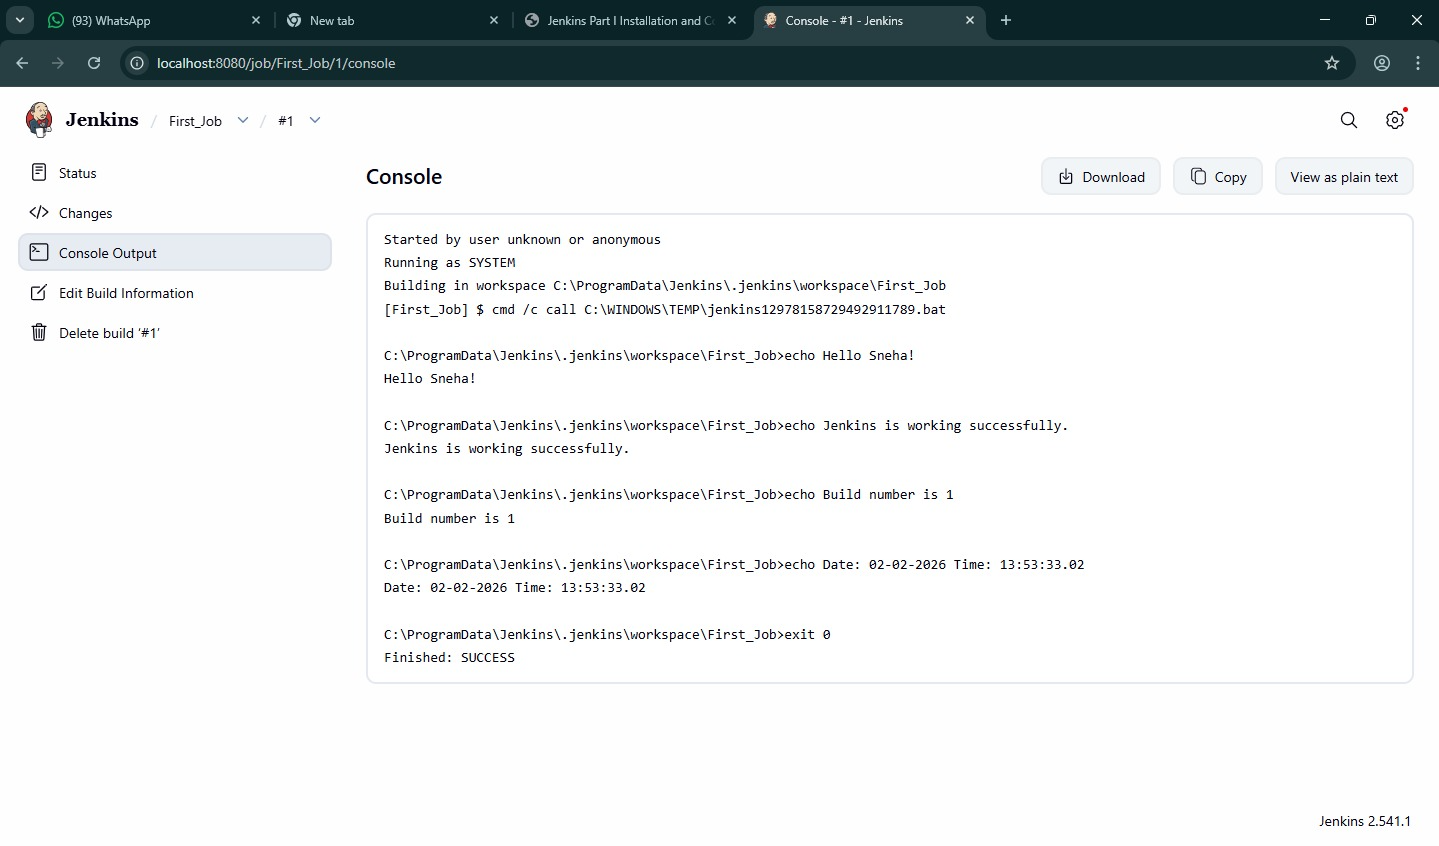 (93) WhatsApp
New tab
Jenkins Part I Installation and Co
Console - #1 - Jenkins
localhost:8080/job/First_Job/1/console
Jenkins / First_Job / #1
Status
Changes
Console Output
Edit Build Information
Delete build ‘#1’
Console
Download
Copy
View as plain text
Started by user unknown or anonymous
Running as SYSTEM
Building in workspace C:\ProgramData\Jenkins\.jenkins\workspace\First_Job
[First_Job] $ cmd /c call C:\WINDOWS\TEMP\jenkins12978158729492911789.bat
C:\ProgramData\Jenkins\.jenkins\workspace\First_Job>echo Hello Sneha!
Hello Sneha!
C:\ProgramData\Jenkins\.jenkins\workspace\First_Job>echo Jenkins is working successfully.
Jenkins is working successfully.
C:\ProgramData\Jenkins\.jenkins\workspace\First_Job>echo Build number is 1
Build number is 1
C:\ProgramData\Jenkins\.jenkins\workspace\First_Job>echo Date: 02-02-2026 Time: 13:53:33.02
Date: 02-02-2026 Time: 13:53:33.02
C:\ProgramData\Jenkins\.jenkins\workspace\First_Job>exit 0
Finished: SUCCESS
Jenkins 2.541.1